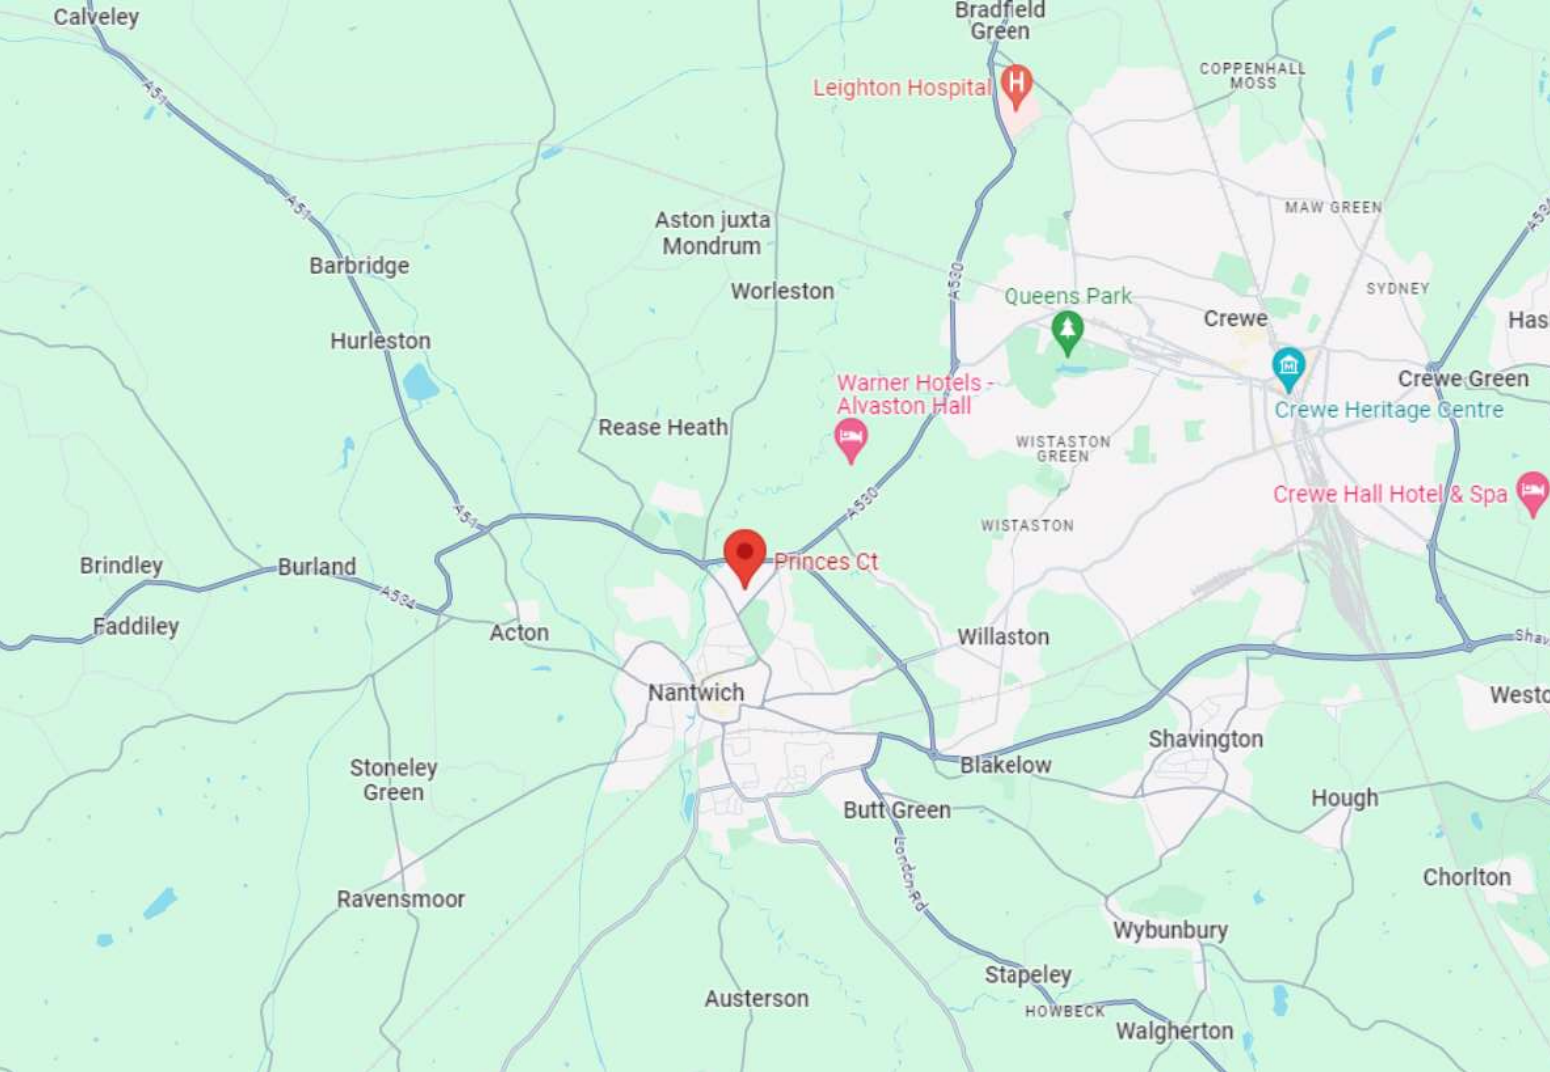 Calveley
Bradfield
Green
COPPENHALL
MOSS
Leighton Hospital
H
A51
A51
MAW GREEN
A534
Aston juxta
Mondrum
Barbridge
A530
SYDNEY
Worleston
Queens Park
Crewe
Has
Hurleston
Crewe Green
Warner Hotels -
Alvaston Hall
M
Crewe Heritage Centre
Rease Heath
WISTASTON
GREEN
A530
Crewe Hall Hotel & Spa
A51
WISTASTON
Brindley
Burland
Princes Ct
A534
Faddiley
Acton
Willaston
Shav
Nantwich
Westo
Shavington
Stoneley
Green
Blakelow
Butt Green
Hough
London Rd
Chorlton
Ravensmoor
Wybunbury
Stapeley
Austerson
HOWBECK
Walgherton